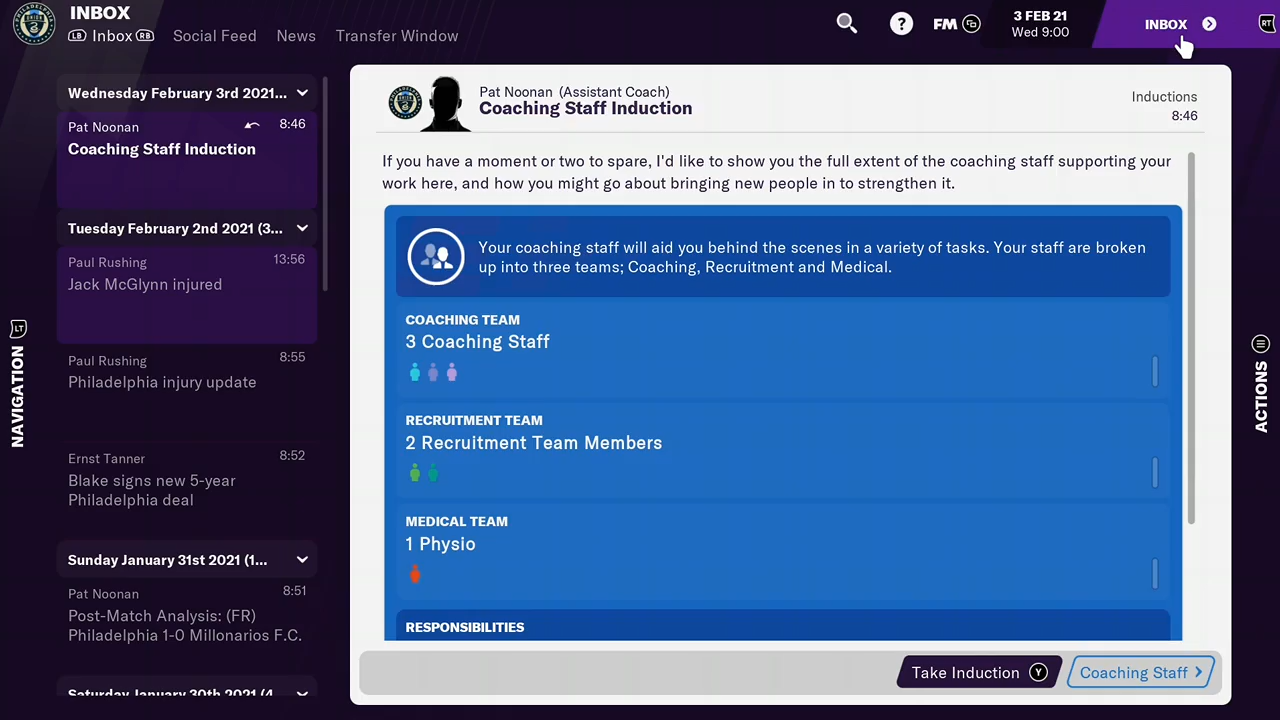 INBOX
LB Inbox RB Social Feed News Transfer Window
?
FM
3 FEB 21
Wed 9:00
INBOX
RT
Wednesday February 3rd 2021...
Pat Noonan 8:46
Coaching Staff Induction
Tuesday February 2nd 2021 (3...
Paul Rushing 13:56
Jack McGlynn injured
Paul Rushing 8:55
Philadelphia injury update
Ernst Tanner 8:52
Blake signs new 5-year
Philadelphia deal
Sunday January 31st 2021 (1...
Pat Noonan 8:51
Post-Match Analysis: (FR)
Philadelphia 1-0 Millonarios F.C.
Saturday January 30th 2021 (4...
LT
NAVIGATION
Pat Noonan (Assistant Coach)
Coaching Staff Induction
Inductions
8:46
If you have a moment or two to spare, I'd like to show you the full extent of the coaching staff supporting your
work here, and how you might go about bringing new people in to strengthen it.
Your coaching staff will aid you behind the scenes in a variety of tasks. Your staff are broken
up into three teams; Coaching, Recruitment and Medical.
COACHING TEAM
3 Coaching Staff
RECRUITMENT TEAM
2 Recruitment Team Members
MEDICAL TEAM
1 Physio
RESPONSIBILITIES
Take Induction Y
Coaching Staff
ACTIONS